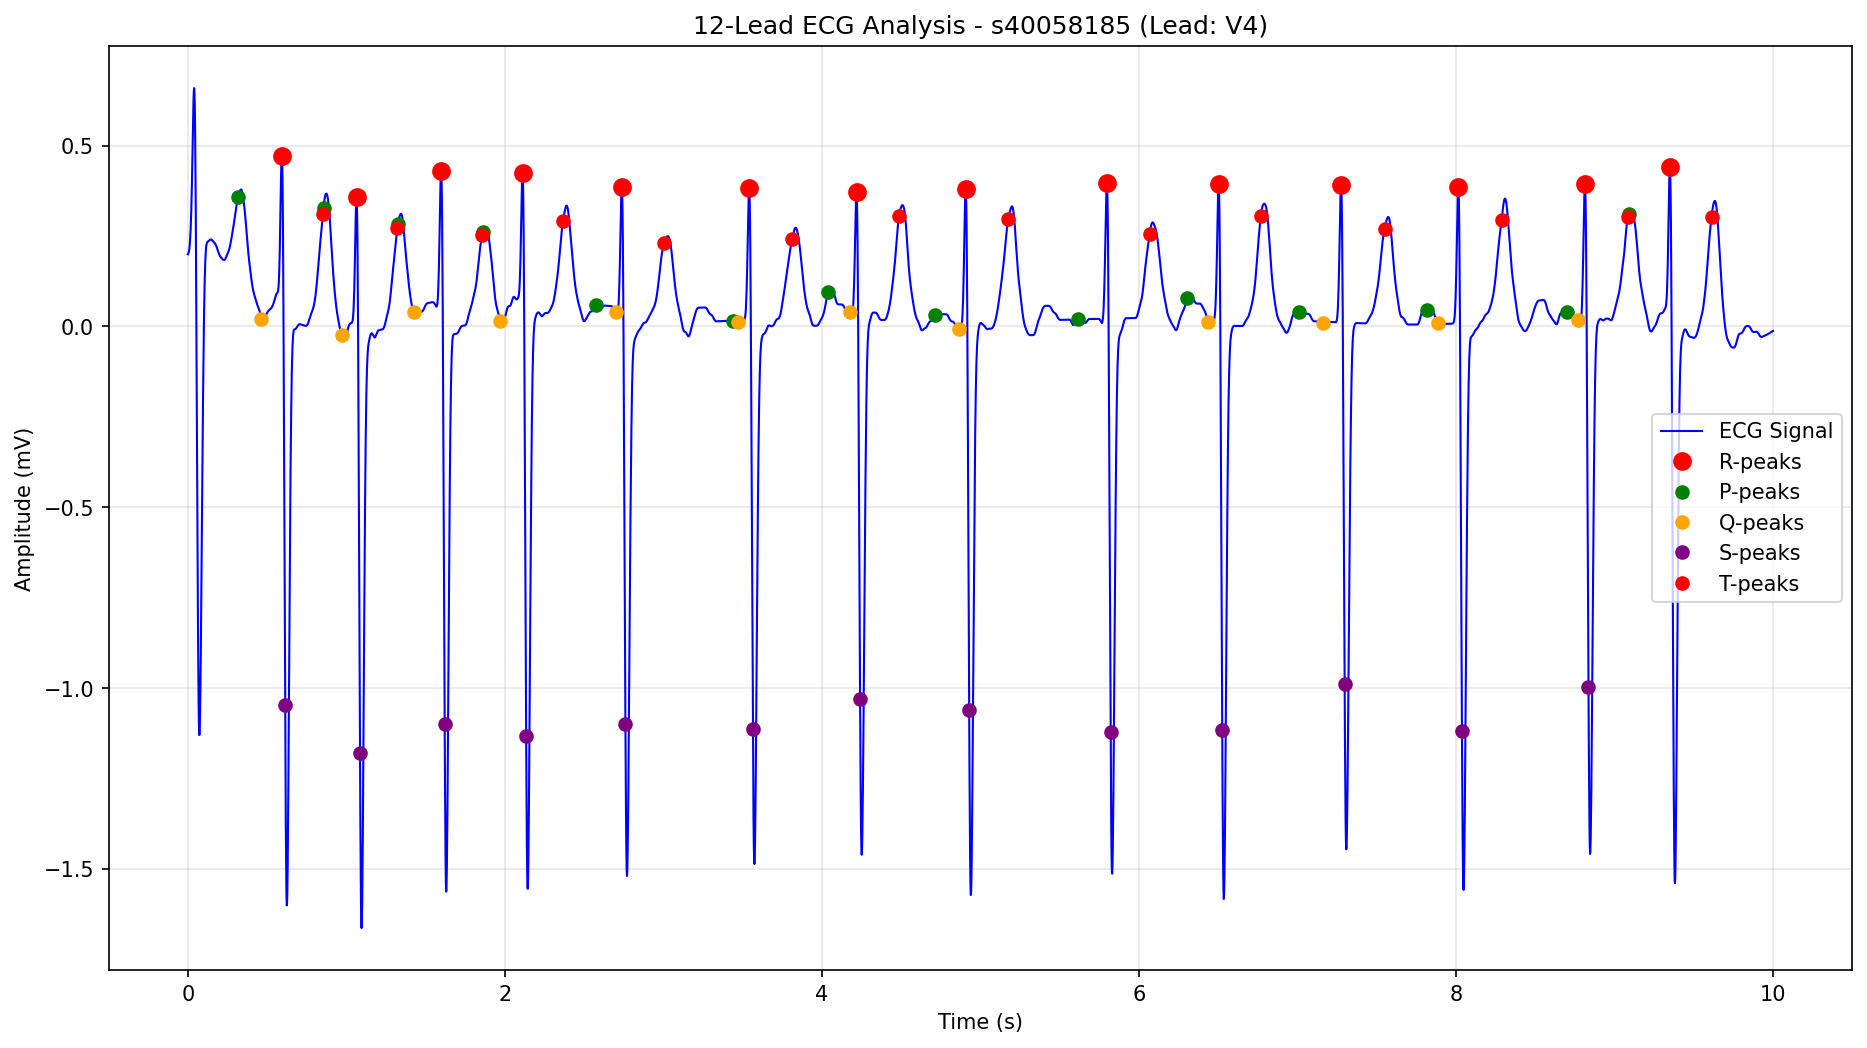 12-Lead ECG Analysis - s40058185 (Lead: V4)
Amplitude (mV)
0.5
0.0
−0.5
−1.0
−1.5
ECG Signal
R-peaks
P-peaks
Q-peaks
S-peaks
T-peaks
0 2 4 6 8 10
Time (s)